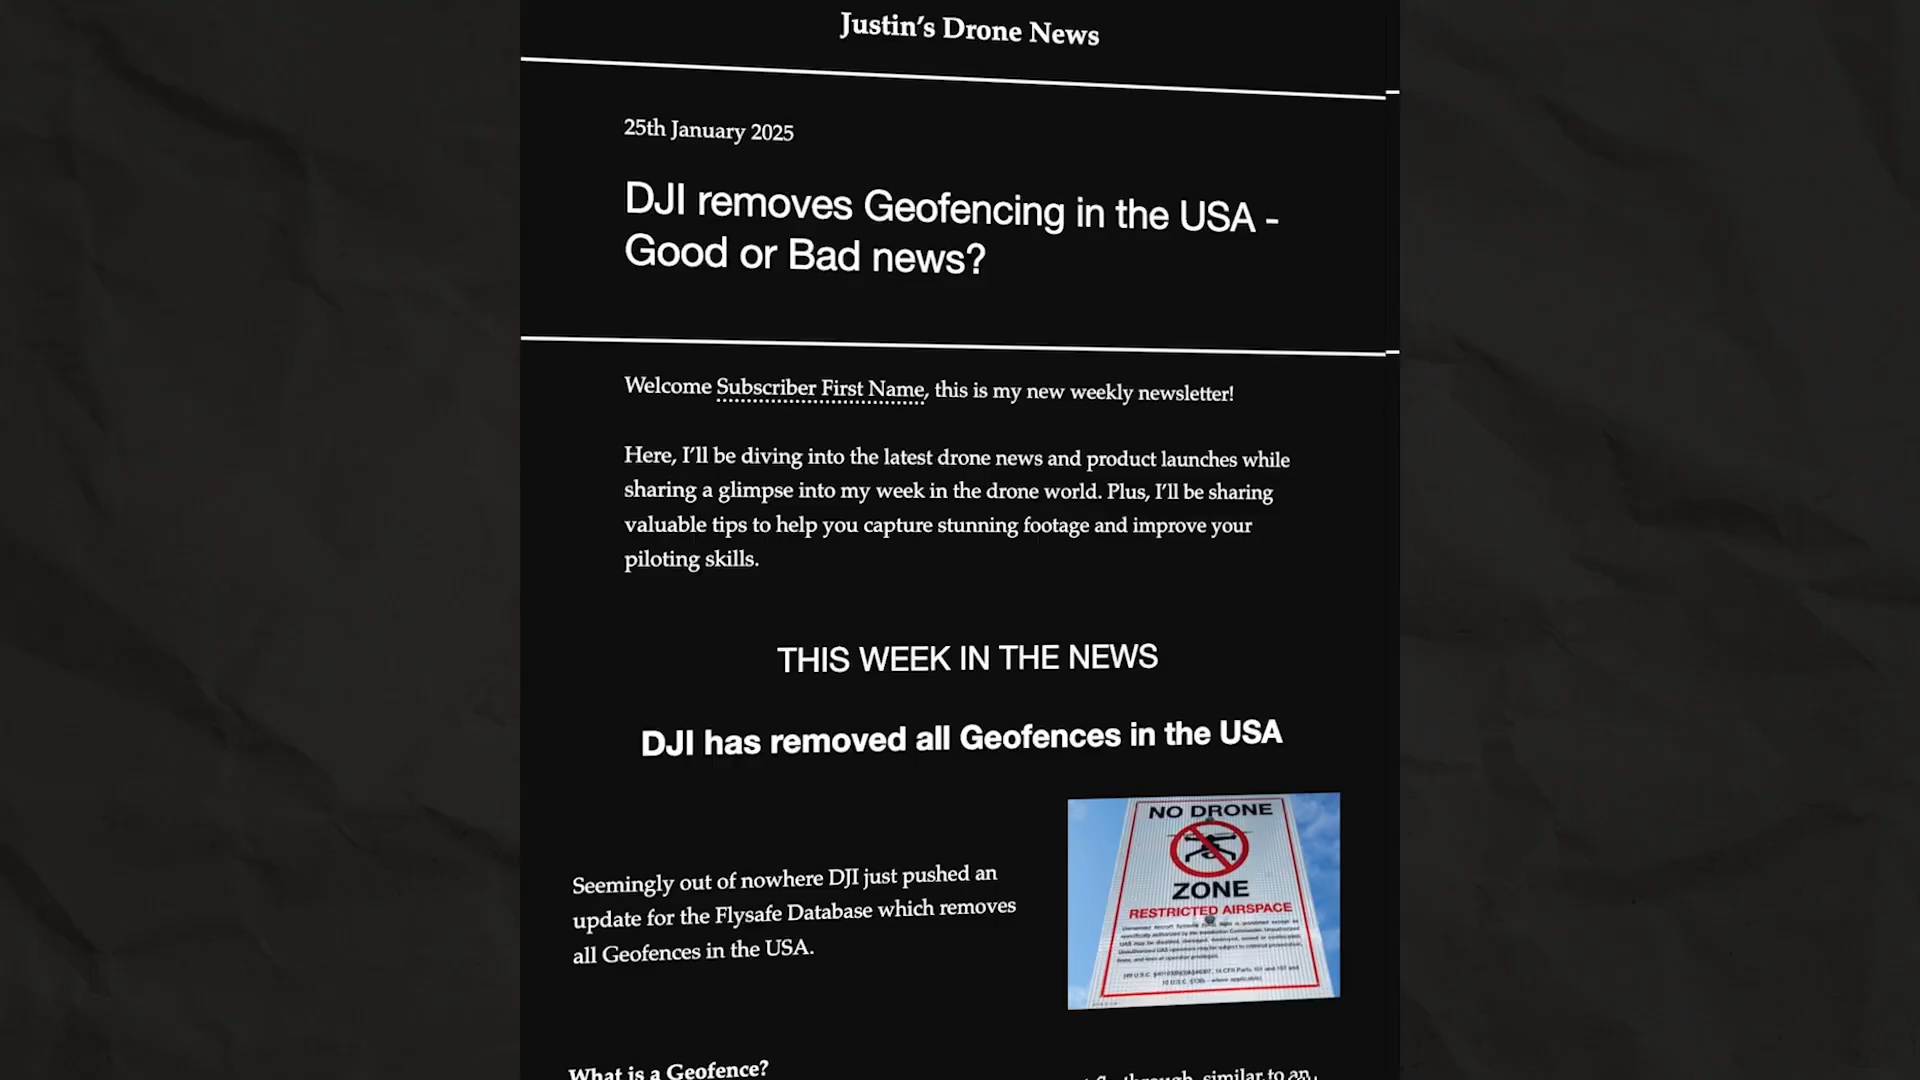 Justin's Drone News
25th January 2025
DJI removes Geofencing in the USA -
Good or Bad news?
Welcome Subscriber First Name, this is my new weekly newsletter!
Here, I'll be diving into the latest drone news and product launches while
sharing a glimpse into my week in the drone world. Plus, I'll be sharing
valuable tips to help you capture stunning footage and improve your
piloting skills.
THIS WEEK IN THE NEWS
DJI has removed all Geofences in the USA
Seemingly out of nowhere DJI just pushed an
update for the Flysafe Database which removes
all Geofences in the USA.
NO DRONE
ZONE
RESTRICTED AIRSPACE
What is a Geofence?
through, similar to an